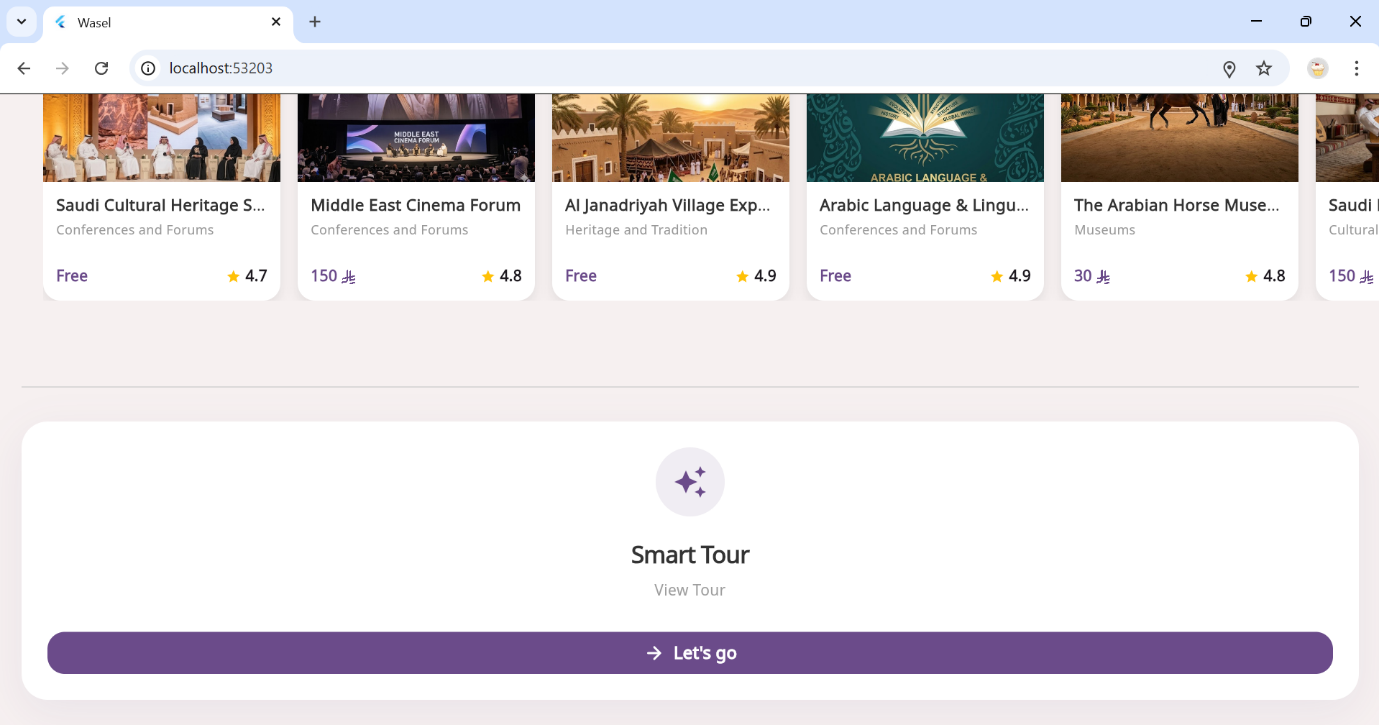 Wasel
localhost:53203
MIDDLE EAST
CINEMA FORUM
ARABIC LANGUAGE &
Saudi Cultural Heritage S...
Middle East Cinema Forum
Al Janadriyah Village Exp...
Arabic Language & Lingu...
The Arabian Horse Muse...
Saudi
Conferences and Forums
Conferences and Forums
Heritage and Tradition
Conferences and Forums
Museums
Cultural
Free
4.7
150
4.8
Free
4.9
Free
4.9
30
4.8
150
Smart Tour
View Tour
Let's go